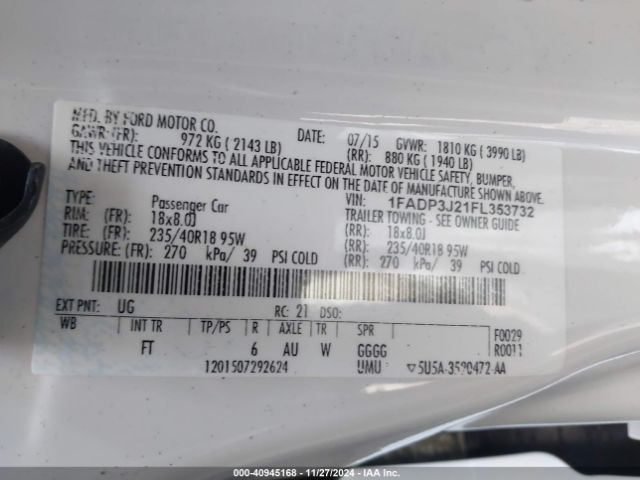 MFD. BY FORD MOTOR CO.
DATE: 07/15 GVWR: 1810 KG ( 3990 LB)
GAWR: (FR): 972 KG ( 2143 LB) (RR): 880 KG ( 1940 LB)
THIS VEHICLE CONFORMS TO ALL APPLICABLE FEDERAL MOTOR VEHICLE SAFETY, BUMPER,
AND THEFT PREVENTION STANDARDS IN EFFECT ON THE DATE OF MANUFACTURE SHOWN ABOVE.
VIN: 1FADP3J21FL353732
TYPE: Passenger Car TRAILER TOWING - SEE OWNER GUIDE
RIM: (FR): 18x8.0J (RR): 18x8.0J
TIRE: (FR): 235/40R18 95W (RR): 235/40R18 95W
PRESSURE: (FR): 270 kPa/ 39 PSI COLD (RR): 270 kPa/ 39 PSI COLD
EXT PNT: UG RC: 21 DSO:
WB INT TR TP/PS R AXLE TR SPR F0029
FT 6 AU W GGGG R0011
1201507292624 UMU ▽5U5A-3520472-AA
000-40945168 - 11/27/2024 - IAA Inc.